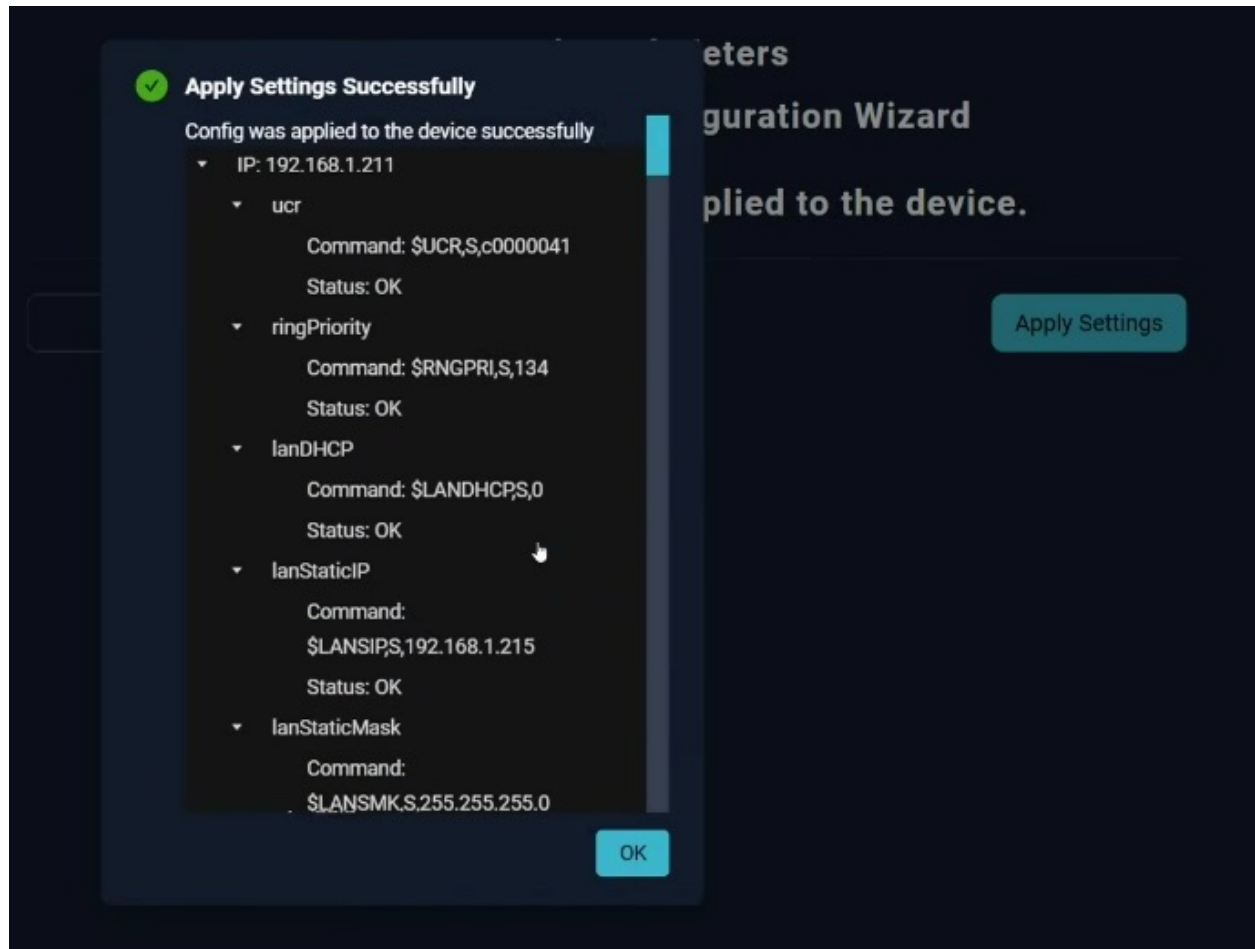 eters
guration Wizard
plied to the device.
Apply Settings Successfully
Config was applied to the device successfully
IP: 192.168.1.211
ucr
Command: $UCR,S,c0000041
Status: OK
ringPriority
Command: $RNGPRI,S,134
Status: OK
lanDHCP
Command: $LANDHCP,S,0
Status: OK
lanStaticIP
Command:
$LANSIP,S,192.168.1.215
Status: OK
lanStaticMask
Command:
$LANSMK,S,255.255.255.0
OK
Apply Settings